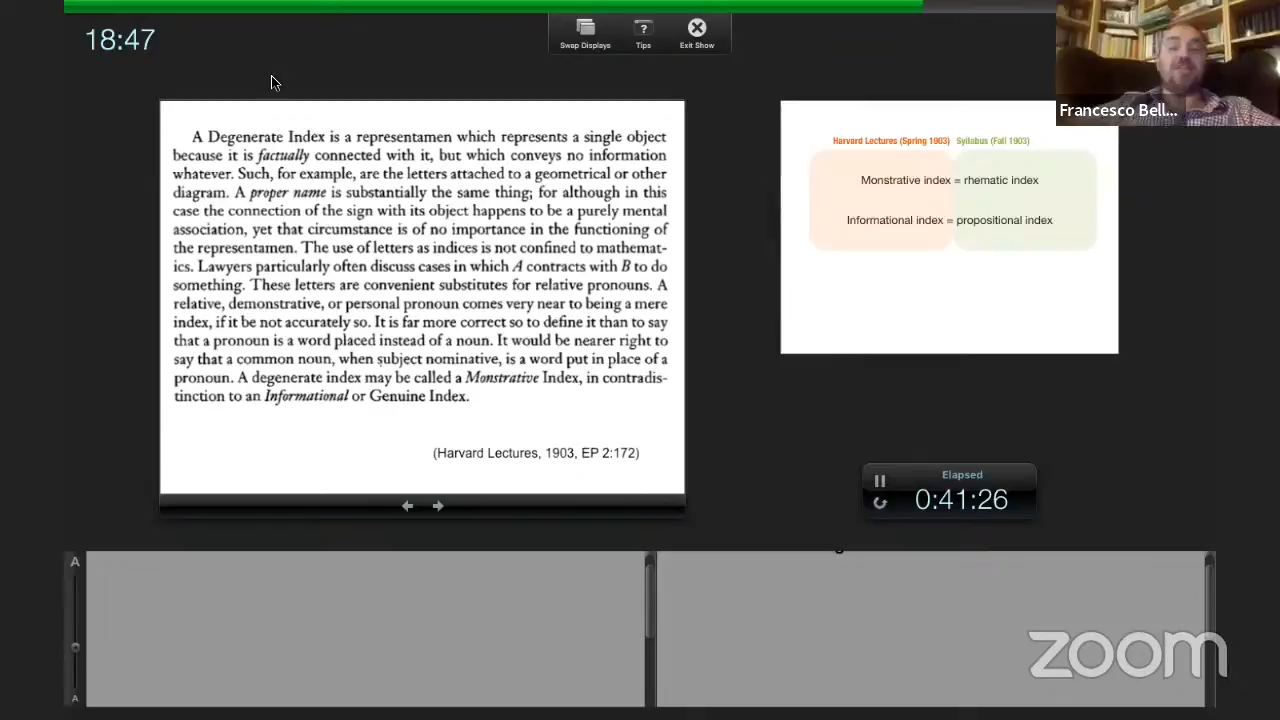 18:47
Swap Displays
?
Tips
Exit Show
Francesco Bell...
A Degenerate Index is a representamen which represents a single object
because it is factually connected with it, but which conveys no information
whatever. Such, for example, are the letters attached to a geometrical or other
diagram. A proper name is substantially the same thing; for although in this
case the connection of the sign with its object happens to be a purely mental
association, yet that circumstance is of no importance in the functioning of
the representamen. The use of letters as indices is not confined to mathemat-
ics. Lawyers particularly often discuss cases in which A contracts with B to do
something. These letters are convenient substitutes for relative pronouns. A
relative, demonstrative, or personal pronoun comes very near to being a mere
index, if it be not accurately so. It is far more correct so to define it than to say
that a pronoun is a word placed instead of a noun. It would be nearer right to
say that a common noun, when subject nominative, is a word put in place of a
pronoun. A degenerate index may be called a Monstrative Index, in contradis-
tinction to an Informational or Genuine Index.
(Harvard Lectures, 1903, EP 2:172)
Harvard Lectures (Spring 1903) Syllabus (Fall 1903)
Monstrative index = rhematic index
Informational index = propositional index
Elapsed
0:41:26
A
A
zoom